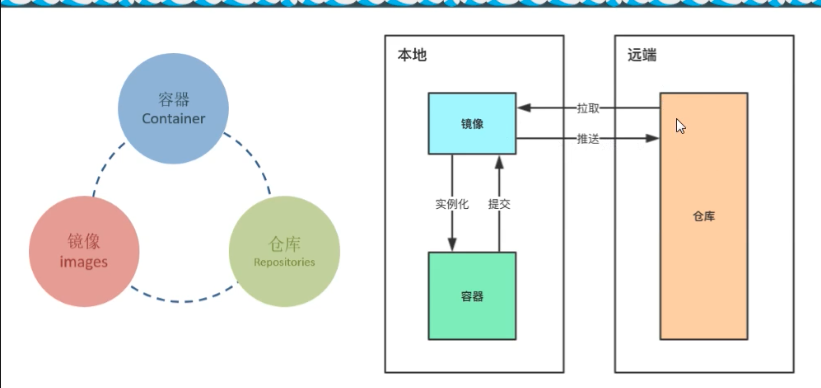 容器
Container
镜像
images
仓库
Repositories
本地
镜像
实例化
提交
容器
拉取
推送
远端
仓库